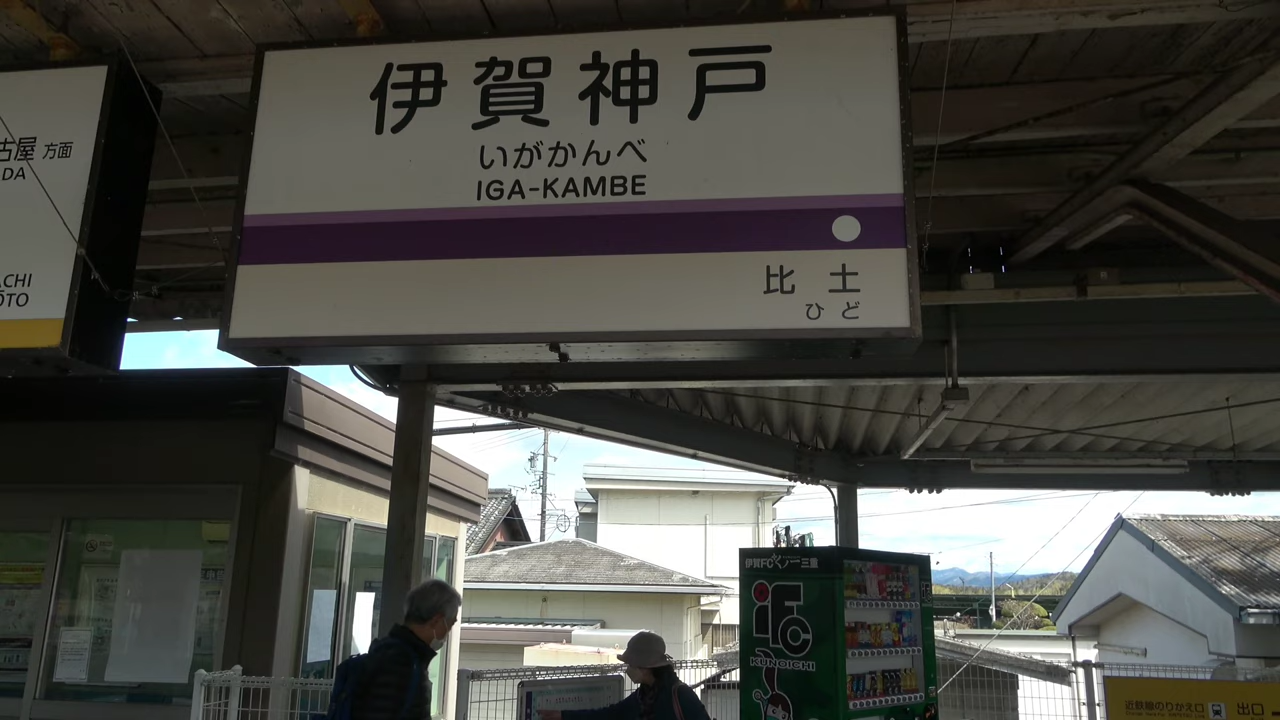 伊賀神戸
いがかんべ
IGA-KAMBE
比土
ひど
古屋 方面
DA
ACHI
ŌTO
伊賀FCくノ一三重
iFC
KUNOICHI
近鉄線のりかえ口 出口